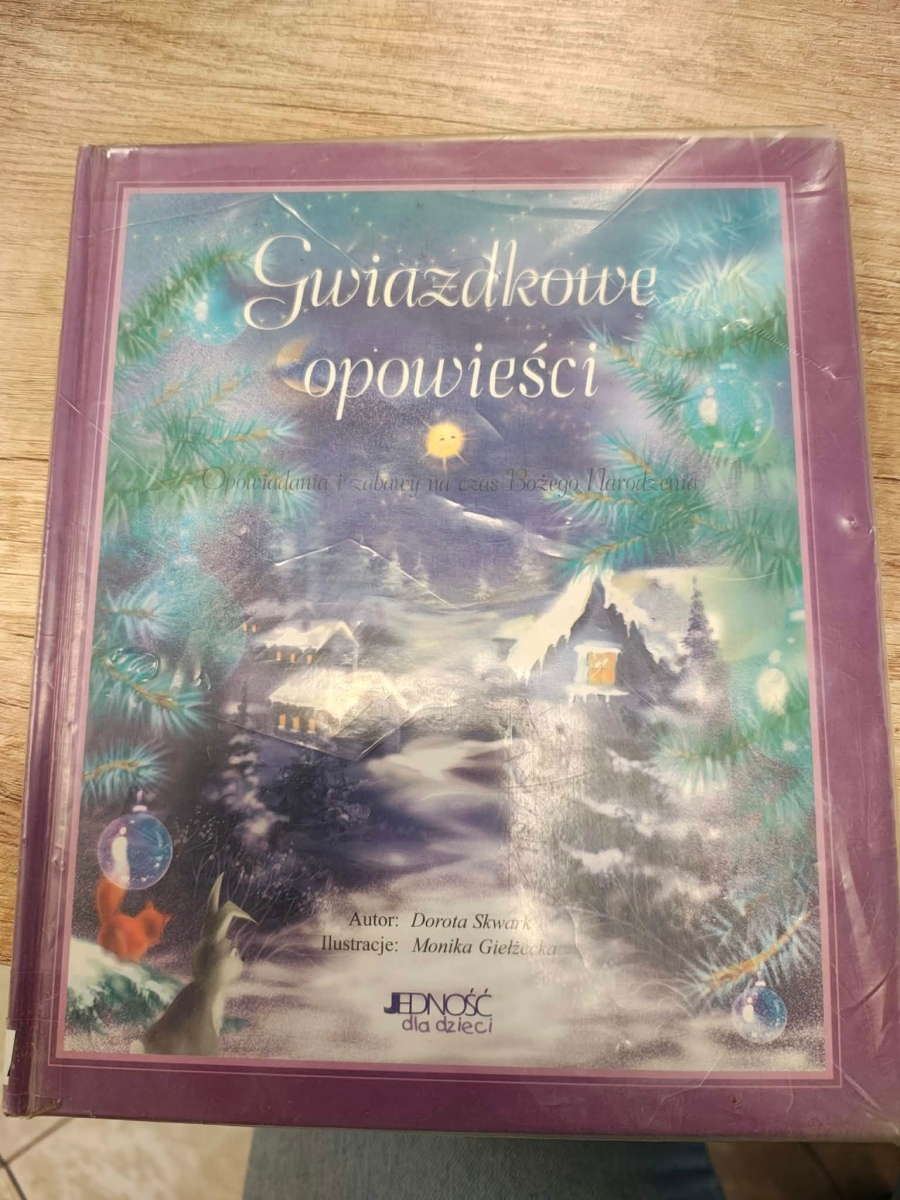 Gwiazdkowe
opowieści
Opowiadania i zabawy na czas Bożego Narodzenia
Autor: Dorota Skwark
Ilustracje: Monika Giełżecka
JEDNOŚĆ
dla dzieci